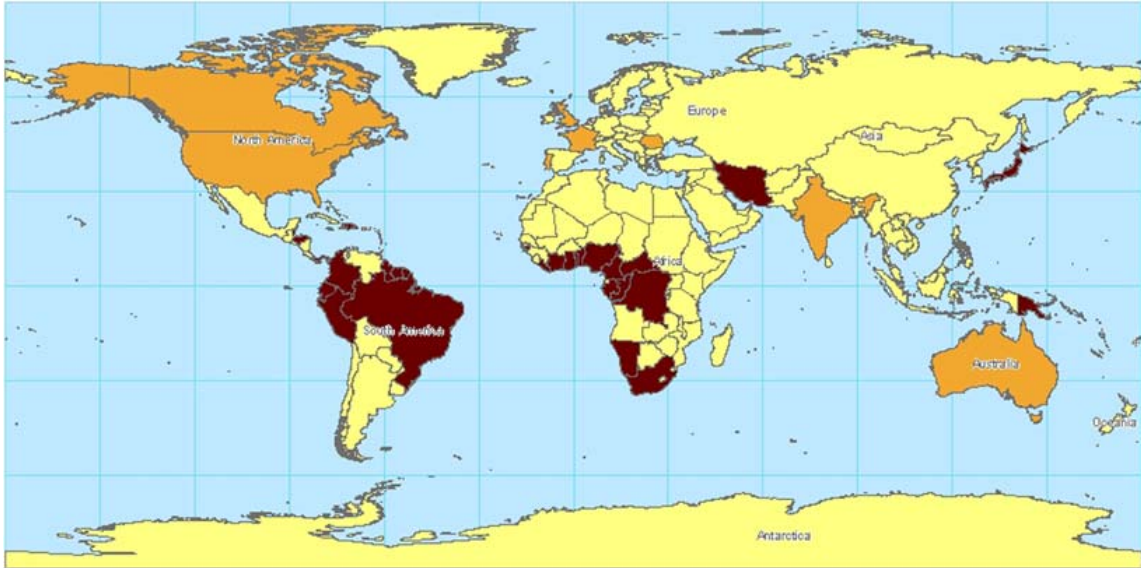 Europe
Asia
North America
Africa
South America
Australia
Oceania
Antarctica